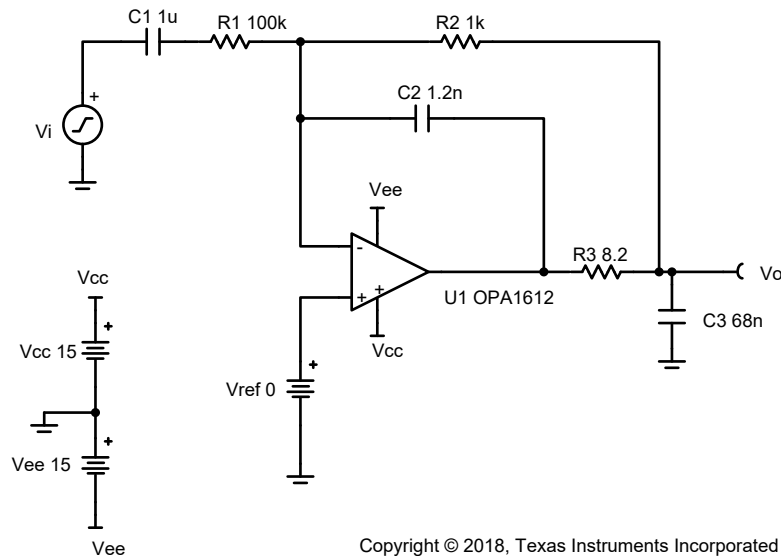 C1 1u
R1 100k
R2 1k
C2 1.2n
+
Vi
Vee
-
+
+
U1 OPA1612
Vcc
R3 8.2
Vo
C3 68n
Vcc
+
Vcc 15
+
Vref 0
+
Vee 15
Vee
Copyright © 2018, Texas Instruments Incorporated